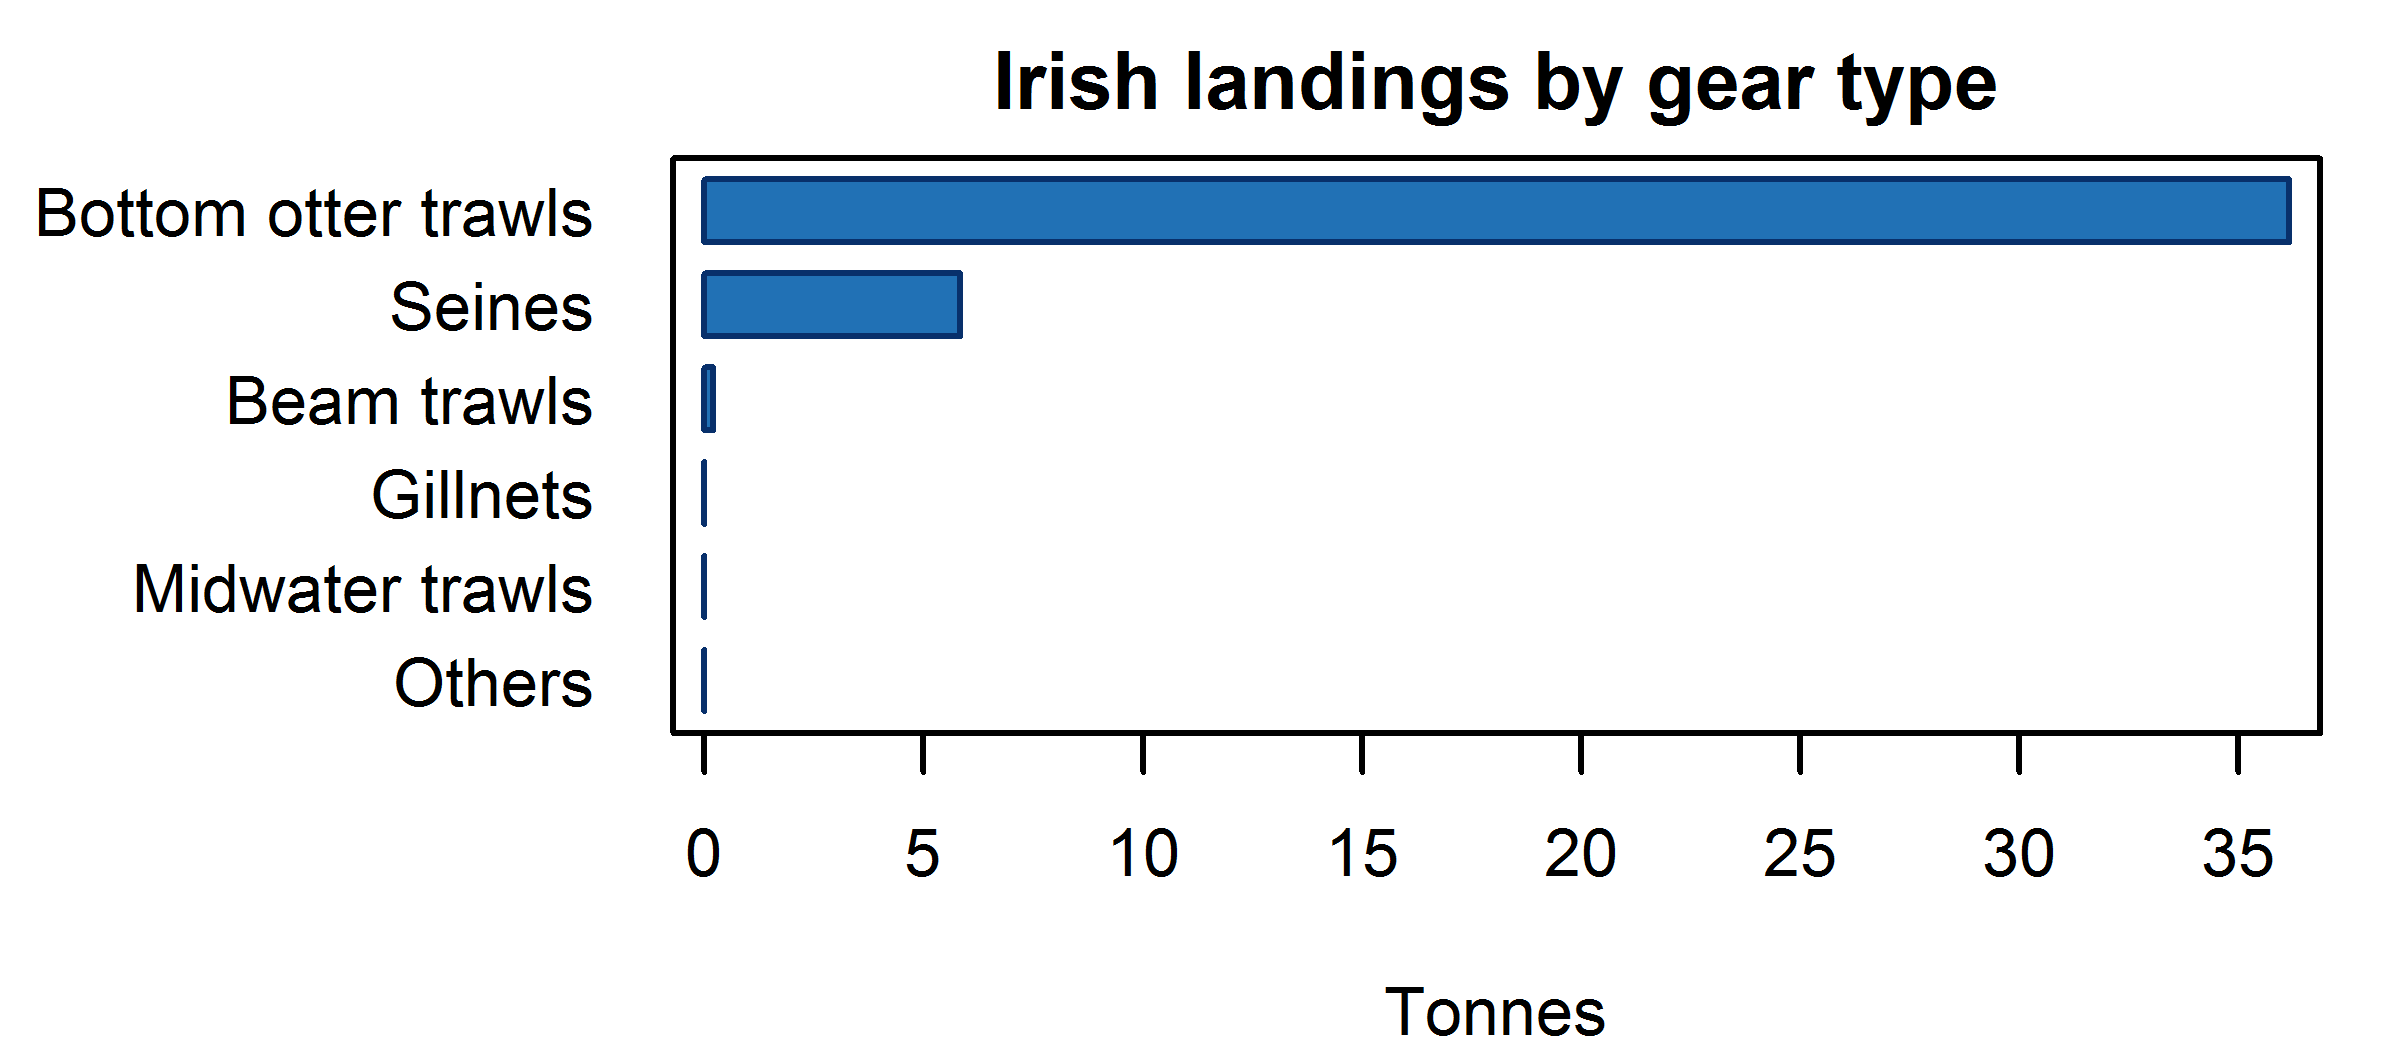 Irish landings by gear type
Bottom otter trawls
Seines
Beam trawls
Gillnets
Midwater trawls
Others
0 5 10 15 20 25 30 35
Tonnes